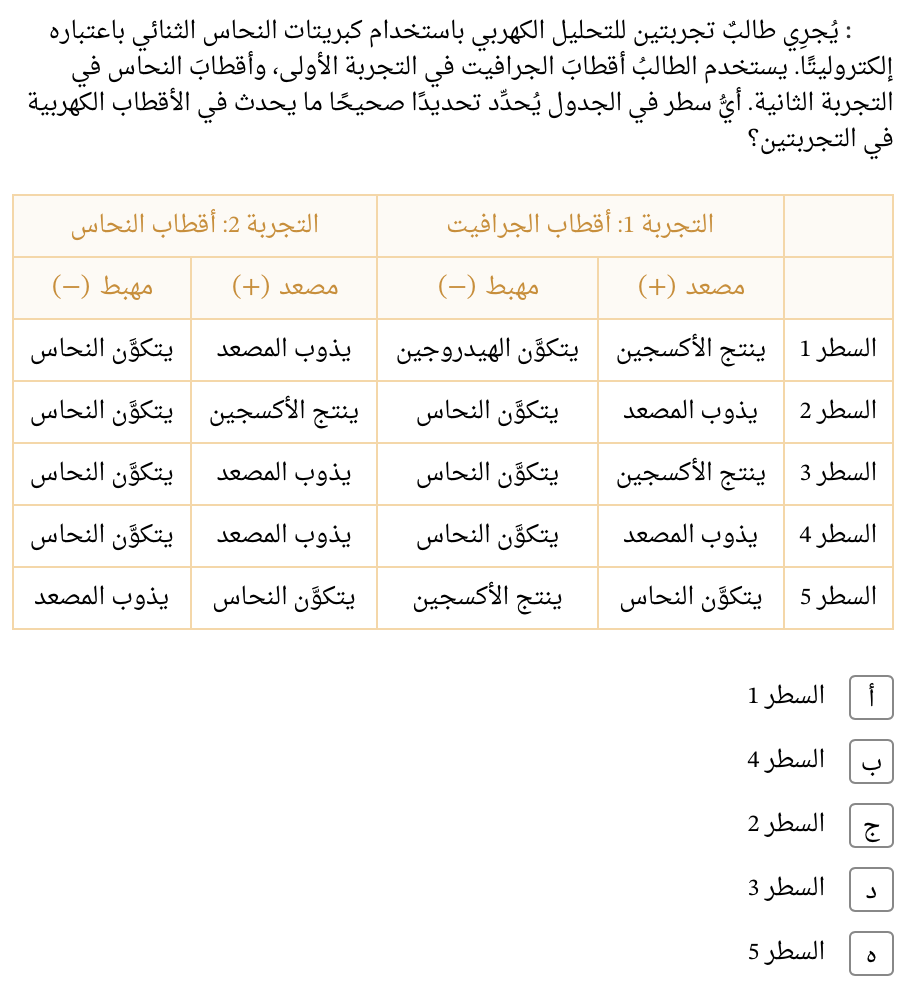 : يُجرِي طالبٌ تجربتين للتحليل الكهربي باستخدام كبريتات النحاس الثنائي باعتباره
إلكتروليتًا. يستخدم الطالبُ أقطابَ الجرافيت في التجربة الأولى، وأقطابَ النحاس في
التجربة الثانية. أيُّ سطر في الجدول يُحدِّد تحديدًا صحيحًا ما يحدث في الأقطاب الكهربية
في التجربتين؟
التجربة 1: أقطاب الجرافيت التجربة 2: أقطاب النحاس
مصعد (+) مهبط (−) مصعد (+) مهبط (−)
السطر 1 ينتج الأكسجين يتكوَّن الهيدروجين يذوب المصعد يتكوَّن النحاس
السطر 2 يذوب المصعد يتكوَّن النحاس ينتج الأكسجين يتكوَّن النحاس
السطر 3 ينتج الأكسجين يتكوَّن النحاس يذوب المصعد يتكوَّن النحاس
السطر 4 يذوب المصعد يتكوَّن النحاس يذوب المصعد يتكوَّن النحاس
السطر 5 يتكوَّن النحاس ينتج الأكسجين يتكوَّن النحاس يذوب المصعد
أ السطر 1
ب السطر 4
ج السطر 2
د السطر 3
ه السطر 5